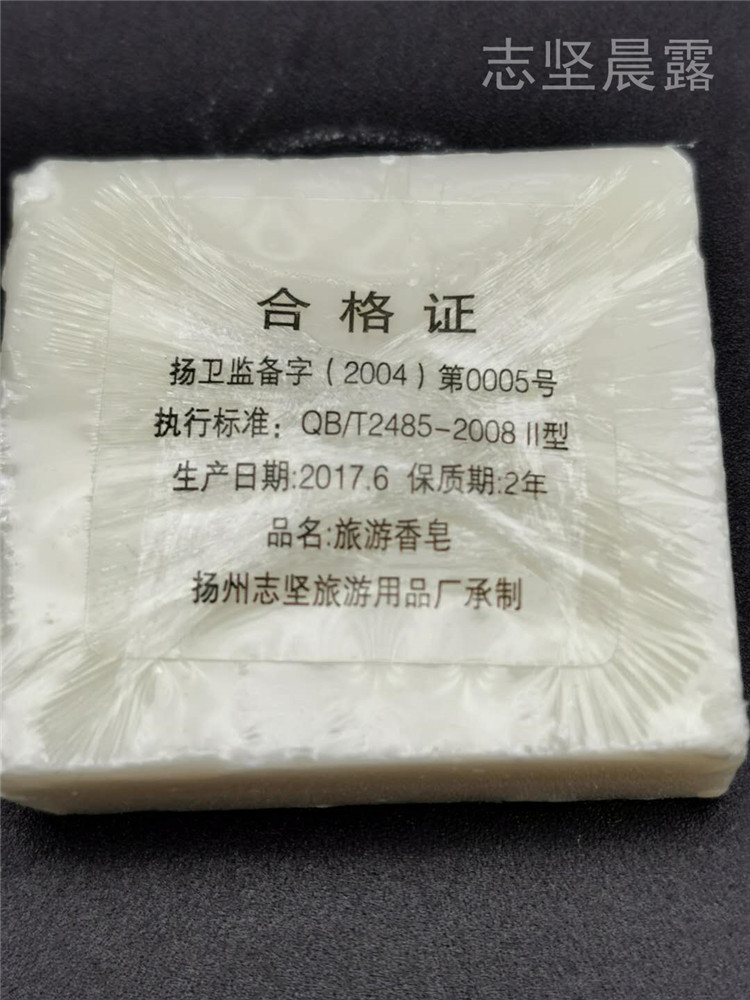 志坚晨露
合格证
扬卫监备字（2004）第0005号
执行标准：QB/T2485-2008 II型
生产日期:2017.6 保质期:2年
品名:旅游香皂
扬州志坚旅游用品厂承制